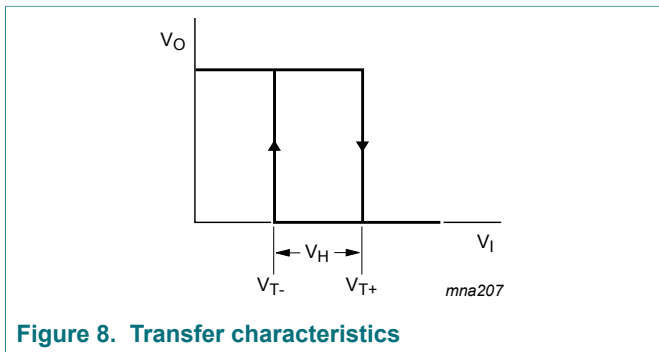 VO
VH
VI
VT-
VT+
mna207
Figure 8. Transfer characteristics